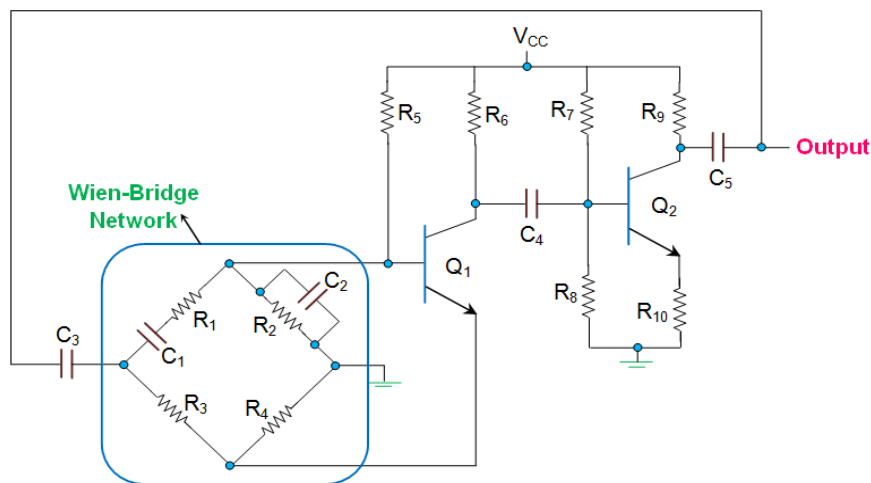 V_CC
R₅
R₆
R₇
R₉
Output
C₅
Wien-Bridge
Network
C₄
Q₁
Q₂
C₂
R₁
R₂
C₃
C₁
R₈
R₁₀
R₃
R₄